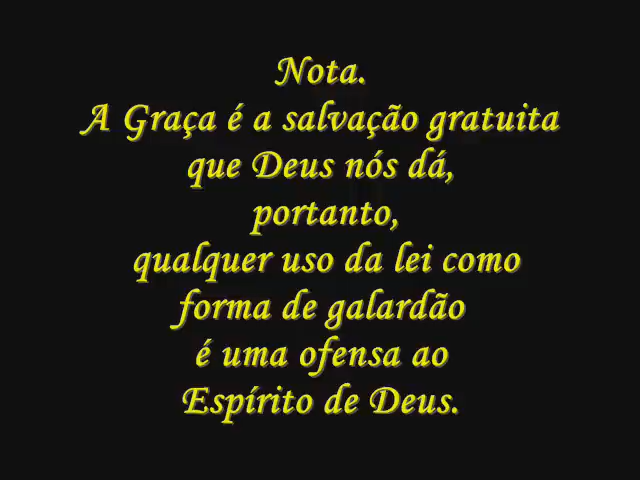 Nota.
A Graça é a salvação gratuita
que Deus nós dá,
portanto,
qualquer uso da lei como
forma de galardão
é uma ofensa ao
Espírito de Deus.